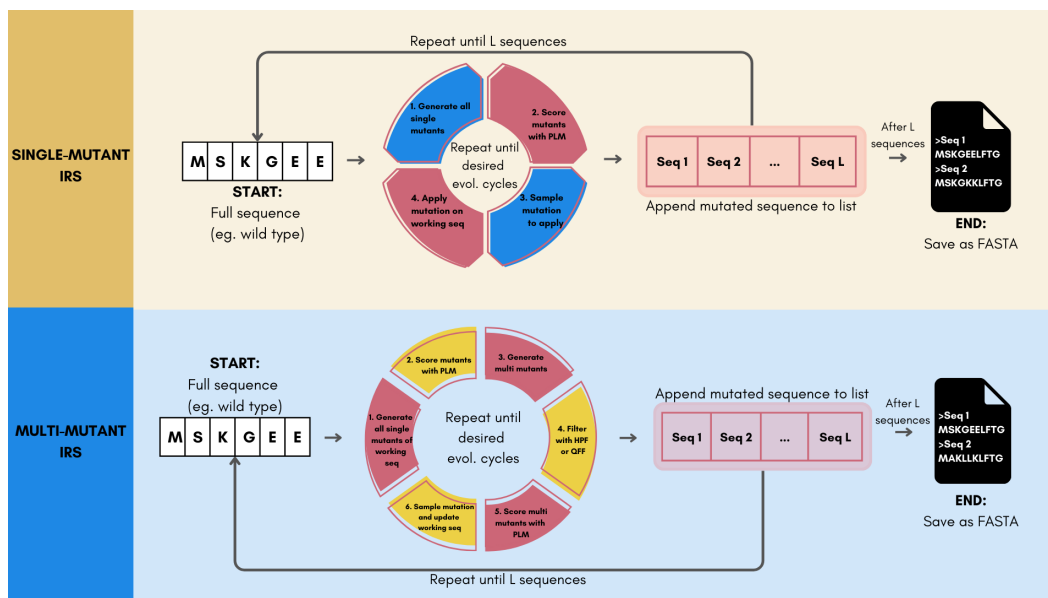 SINGLE-MUTANT
IRS
Repeat until L sequences
M S K G E E
START:
Full sequence
(eg. wild type)
1. Generate all
single
mutants
2. Score
mutants
with PLM
3. Sample
mutation
to apply
4. Apply
mutation on
working seq
Repeat until
desired
evol. cycles
Seq 1 Seq 2 ... Seq L
Append mutated sequence to list
After L
sequences
>Seq 1
MSKGEELFTG
>Seq 2
MSKGKKLFTG
END:
Save as FASTA
MULTI-MUTANT
IRS
START:
Full sequence
(eg. wild type)
M S K G E E
1. Generate
all single
mutants of
working
seq
2. Score mutants
with PLM
3. Generate
multi mutants
4. Filter
with HPF
or QFF
5. Score multi
mutants with
PLM
6. Sample mutation
and update
working seq
Repeat until
desired
evol. cycles
Append mutated sequence to list
Seq 1 Seq 2 ... Seq L
After L
sequences
>Seq 1
MSKGEELFTG
>Seq 2
MAKLLKLFTG
END:
Save as FASTA
Repeat until L sequences